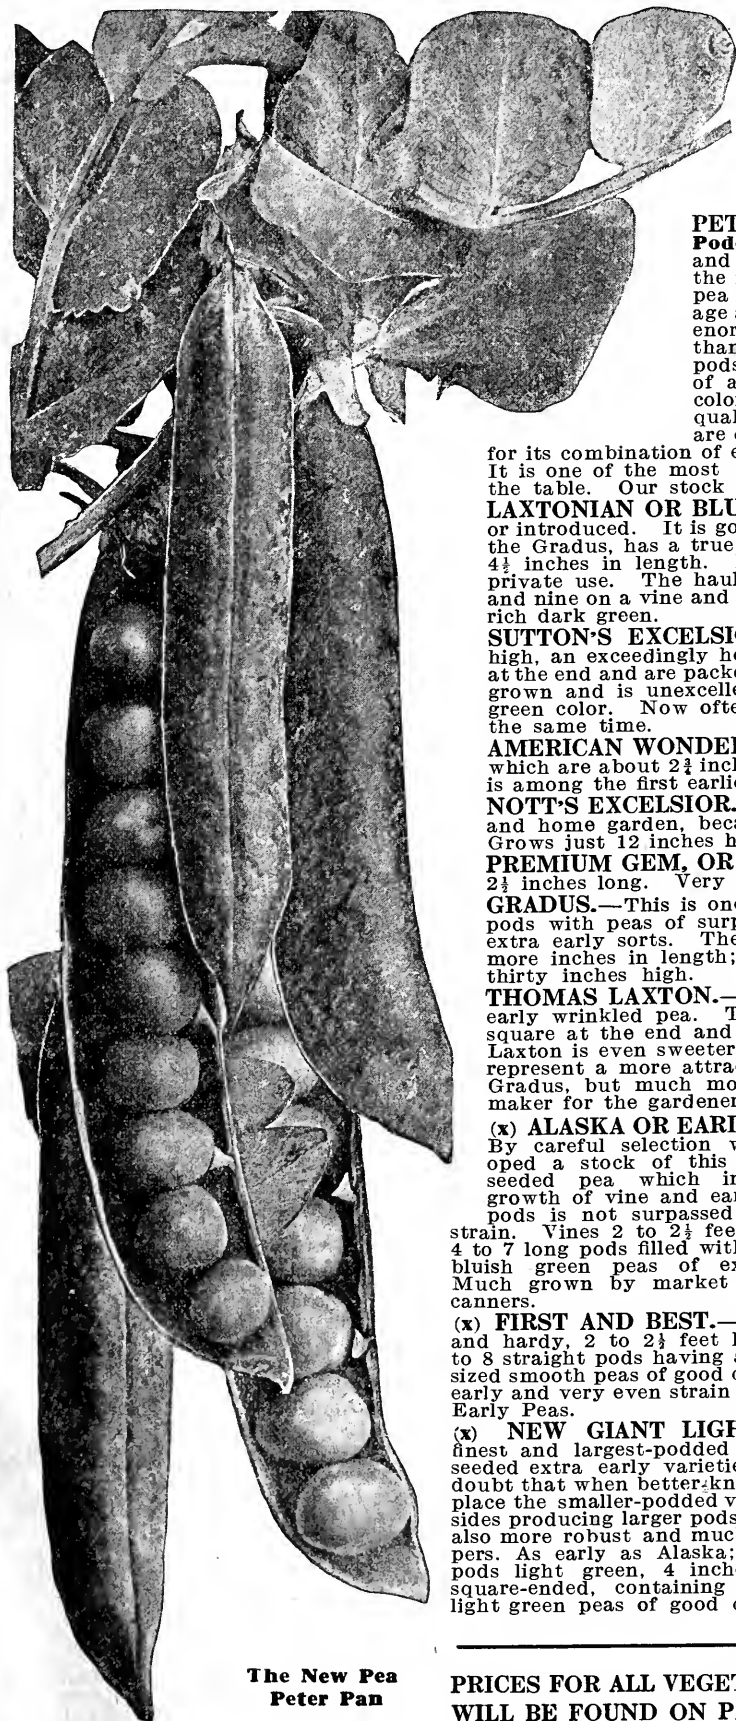 PET
Pod
and
the
pea
age
enor
than
pods
of a
color
qual
are
for its combination of e
It is one of the most
the table. Our stock
LAXTONIAN OR BLU
or introduced. It is go
the Gradus, has a true
4½ inches in length.
private use. The haul
and nine on a vine and
rich dark green.
SUTTON'S EXCELSI
high, an exceedingly he
at the end and are packe
grown and is unexcelle
green color. Now ofte
the same time.
AMERICAN WONDE
which are about 2¾ incl
is among the first earlie
NOTT'S EXCELSIOR.
and home garden, beca
Grows just 12 inches h
PREMIUM GEM, OR
2½ inches long. Very
GRADUS.—This is one
pods with peas of surp
extra early sorts. The
more inches in length;
thirty inches high.
THOMAS LAXTON.—
early wrinkled pea. T
square at the end and
Laxton is even sweeter
represent a more attrac
Gradus, but much mo
maker for the gardener
(x) ALASKA OR EARL
By careful selection w
oped a stock of this
seeded pea which in
growth of vine and ear
pods is not surpassed
strain. Vines 2 to 2½ fee
4 to 7 long pods filled with
bluish green peas of ex
Much grown by market
canners.
(x) FIRST AND BEST.—
and hardy, 2 to 2½ feet h
to 8 straight pods having
sized smooth peas of good
early and very even strain
Early Peas.
(x) NEW GIANT LIGH
finest and largest-podded
seeded extra early varietie
doubt that when better kn
place the smaller-podded v
sides producing larger pods
also more robust and muc
pers. As early as Alaska;
pods light green, 4 inch
square-ended, containing
light green peas of good
The New Pea
Peter Pan
PRICES FOR ALL VEGET
WILL BE FOUND ON PA